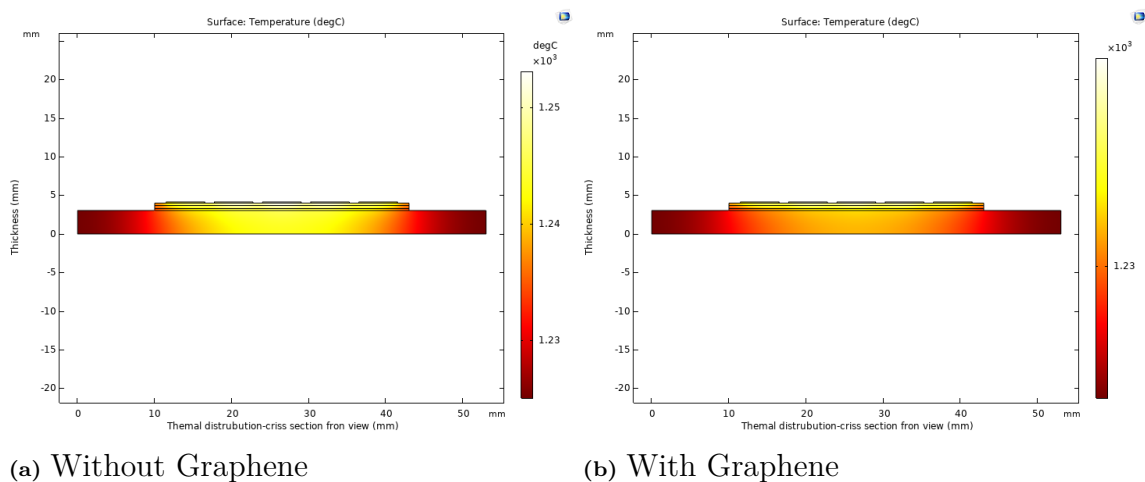 Surface: Temperature (degC)
mm
degC
×10³
20
15
10
5
0
-5
-10
-15
-20
Thickness (mm)
0
10
20
30
40
50
mm
Themal distrubution-criss section fron view (mm)
1.25
1.24
1.23
(a) Without Graphene
Surface: Temperature (degC)
mm
×10³
20
15
10
5
0
-5
-10
-15
-20
Thickness (mm)
0
10
20
30
40
50
mm
Themal distrubution-criss section fron view (mm)
1.23
(b) With Graphene